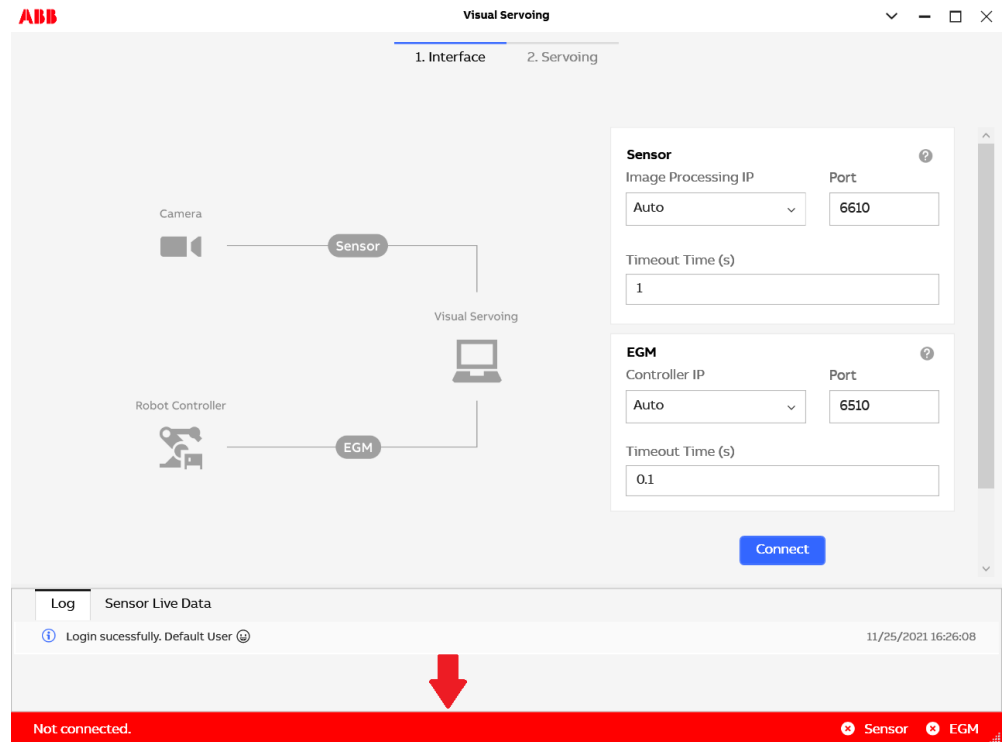 ABB
Visual Servoing
1. Interface
2. Servoing
Sensor
Image Processing IP
Port
Auto
6610
Timeout Time (s)
1
Camera
Sensor
Visual Servoing
Robot Controller
EGM
EGM
Controller IP
Port
Auto
6510
Timeout Time (s)
0.1
Connect
Log
Sensor Live Data
Login sucessfully. Default User 😀
11/25/2021 16:26:08
Not connected.
Sensor
EGM